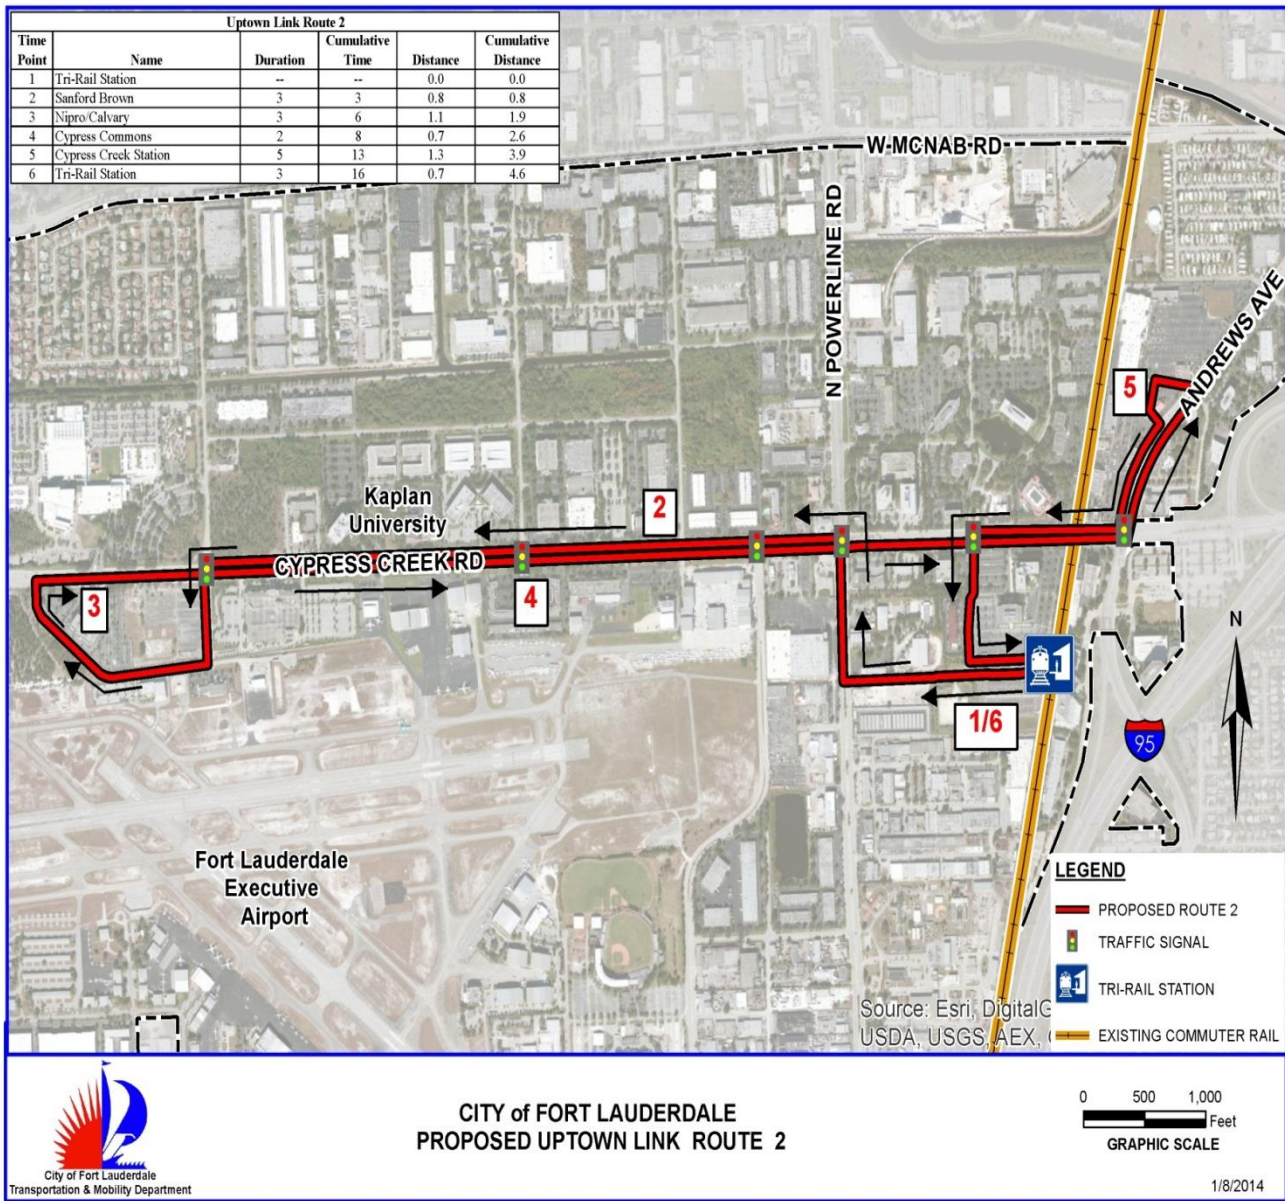 Uptown Link Route 2
Time Point Name Duration Cumulative Time Distance Cumulative Distance
1 Tri-Rail Station -- -- 0.0 0.0
2 Sanford Brown 3 3 0.8 0.8
3 Nipro/Calvary 3 6 1.1 1.9
4 Cypress Commons 2 8 0.7 2.6
5 Cypress Creek Station 5 13 1.3 3.9
6 Tri-Rail Station 3 16 0.7 4.6
W MCNAB RD
N POWERLINE RD
ANDREWS AVE
5
Kaplan
University
2
CYPRESS CREEK RD
3
4
1/6
N
95
Fort Lauderdale
Executive
Airport
LEGEND
PROPOSED ROUTE 2
TRAFFIC SIGNAL
TRI-RAIL STATION
EXISTING COMMUTER RAIL
Source: Esri, DigitalG
USDA, USGS, AEX,
City of Fort Lauderdale
Transportation & Mobility Department
CITY of FORT LAUDERDALE
PROPOSED UPTOWN LINK ROUTE 2
0 500 1,000
Feet
GRAPHIC SCALE
1/8/2014